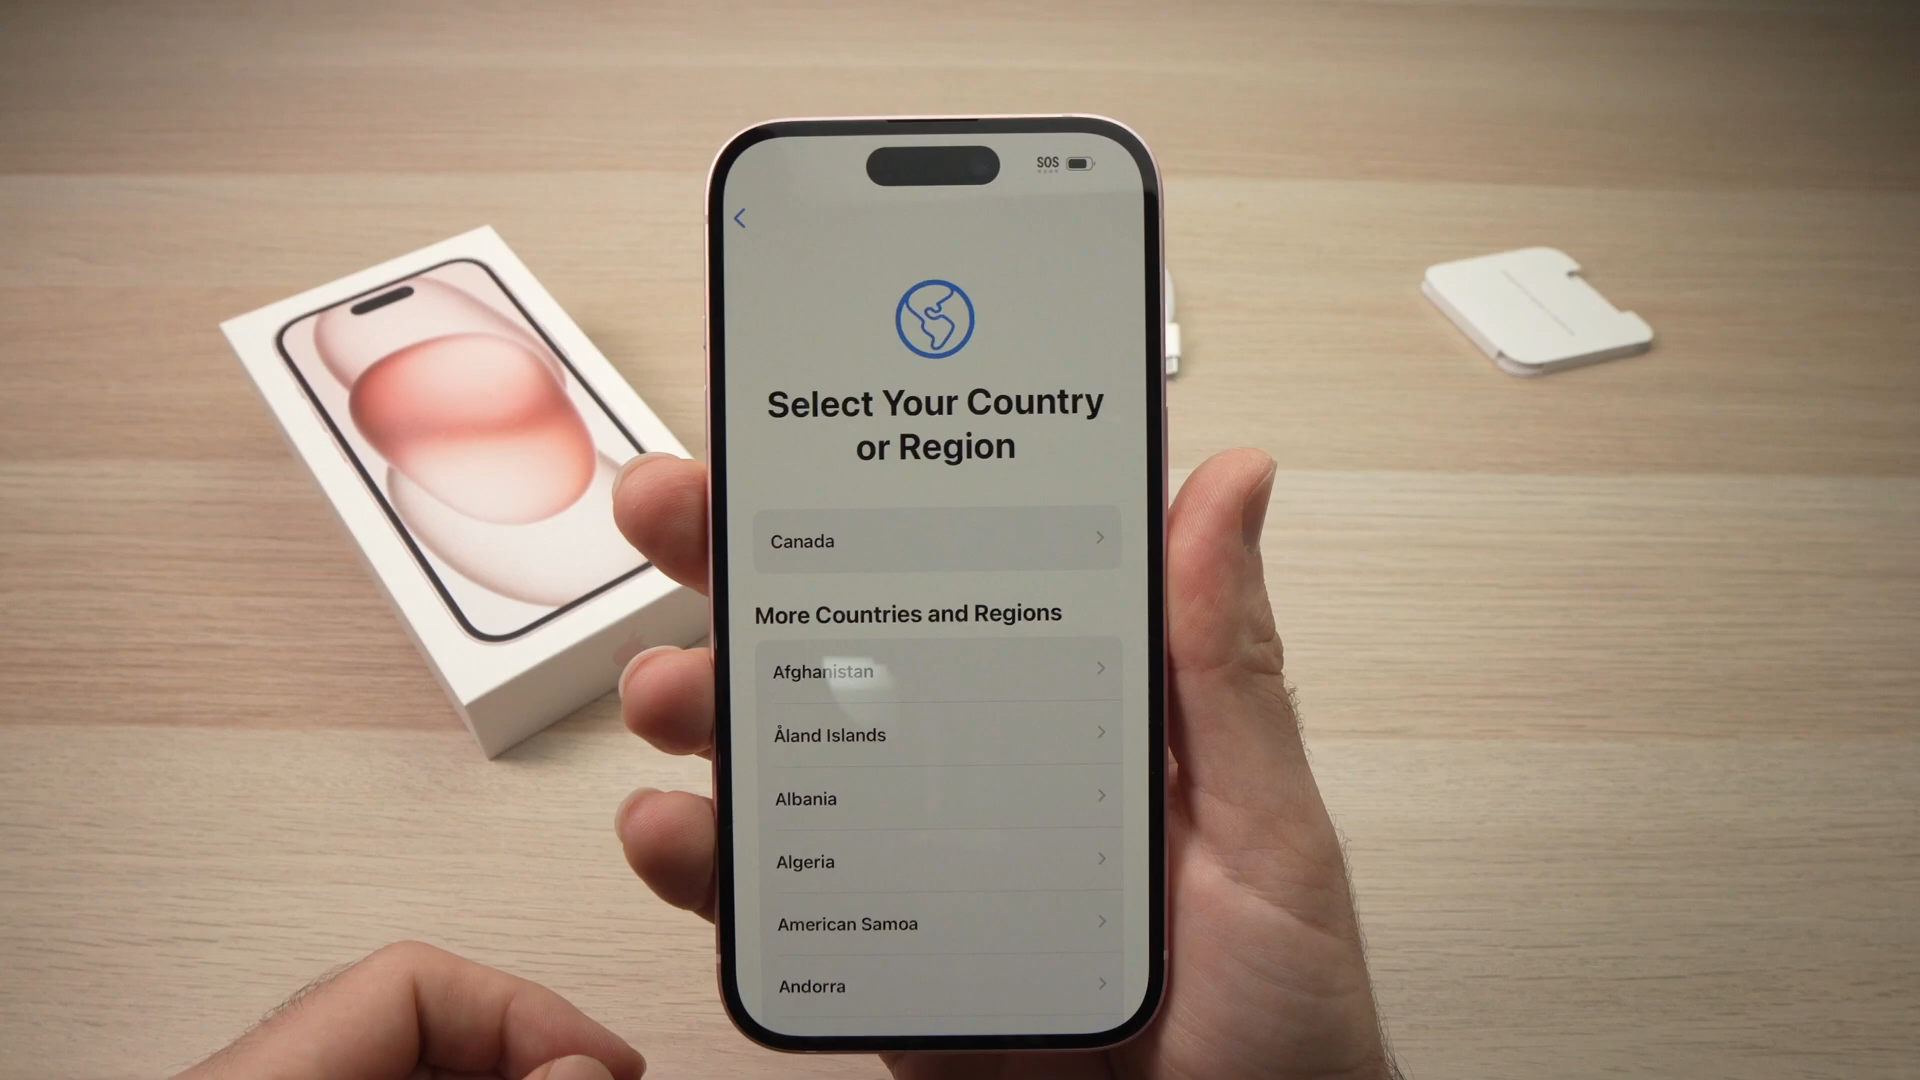 SOS
Select Your Country
or Region
Canada
More Countries and Regions
Afghanistan
Åland Islands
Albania
Algeria
American Samoa
Andorra